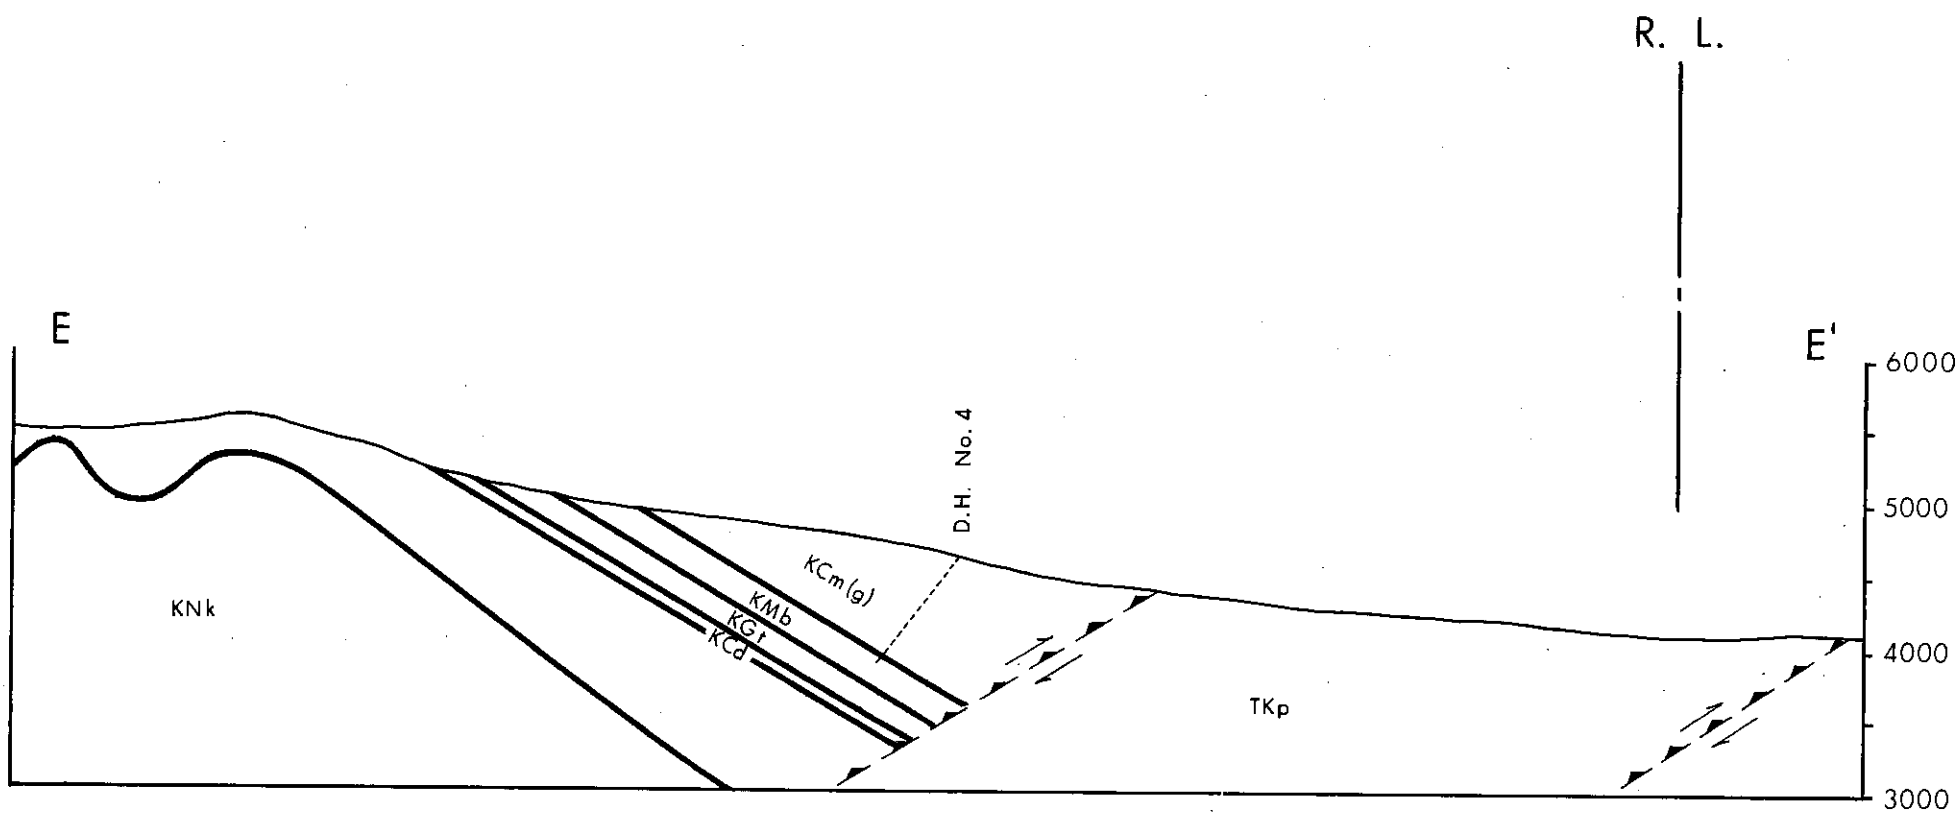 R. L.
E
E'
6000
D.H. No. 4
5000
KCm(g)
KNk
KMb
KGt
KCd
4000
TKp
3000